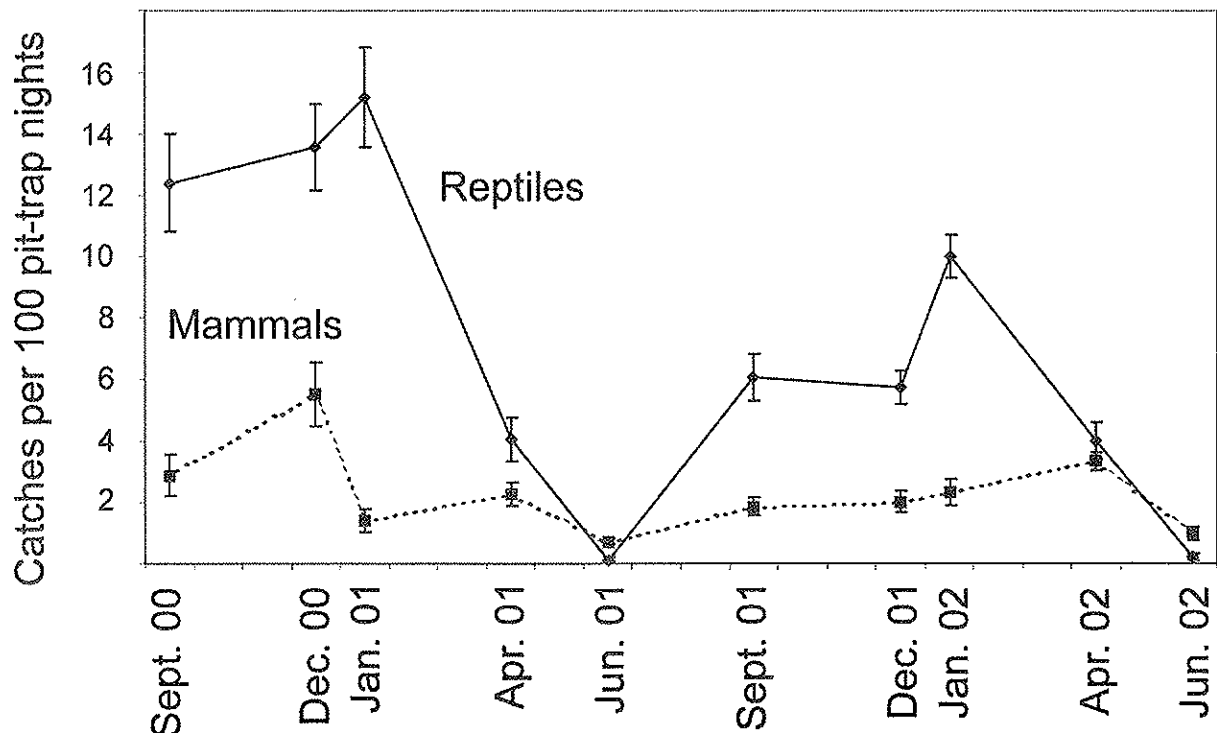 Catches per 100 pit-trap nights
16
14
12
10
8
6
4
2
Reptiles
Mammals
Sept. 00
Dec. 00
Jan. 01
Apr. 01
Jun. 01
Sept. 01
Dec. 01
Jan. 02
Apr. 02
Jun. 02